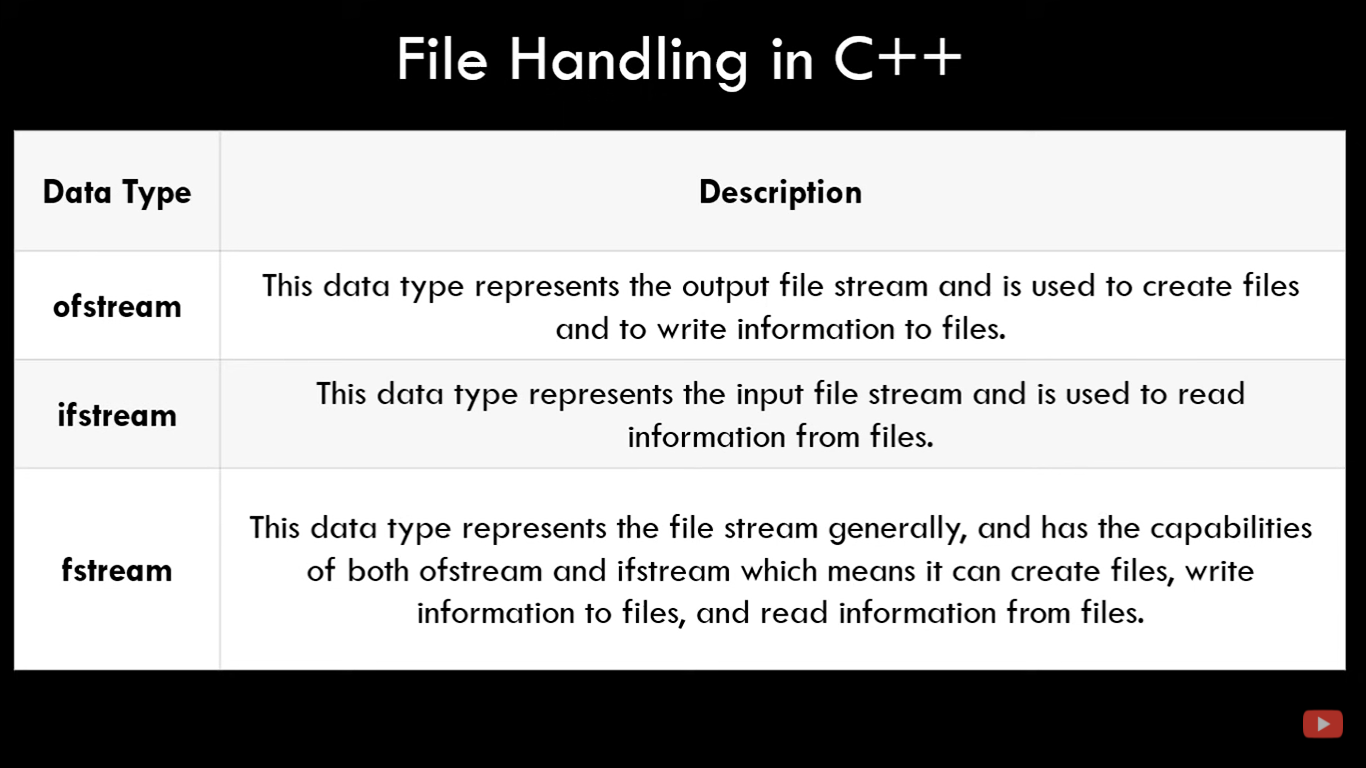 File Handling in C++
Data Type
Description
ofstream
This data type represents the output file stream and is used to create files
and to write information to files.
ifstream
This data type represents the input file stream and is used to read
information from files.
fstream
This data type represents the file stream generally, and has the capabilities
of both ofstream and ifstream which means it can create files, write
information to files, and read information from files.